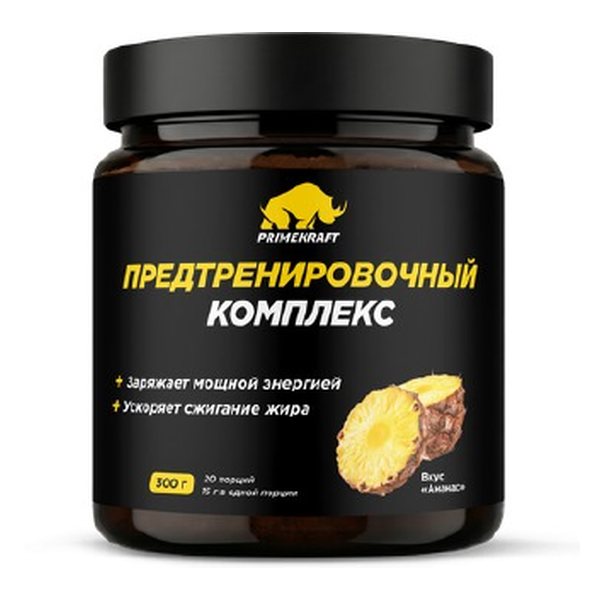 PRIMEKRAFT
ПРЕДТРЕНИРОВОЧНЫЙ
КОМПЛЕКС
+ Заряжает мощной энергией
+ Ускоряет сжигание жира
300 г
20 порций
15 г в одной порции
Вкус
«Ананас»